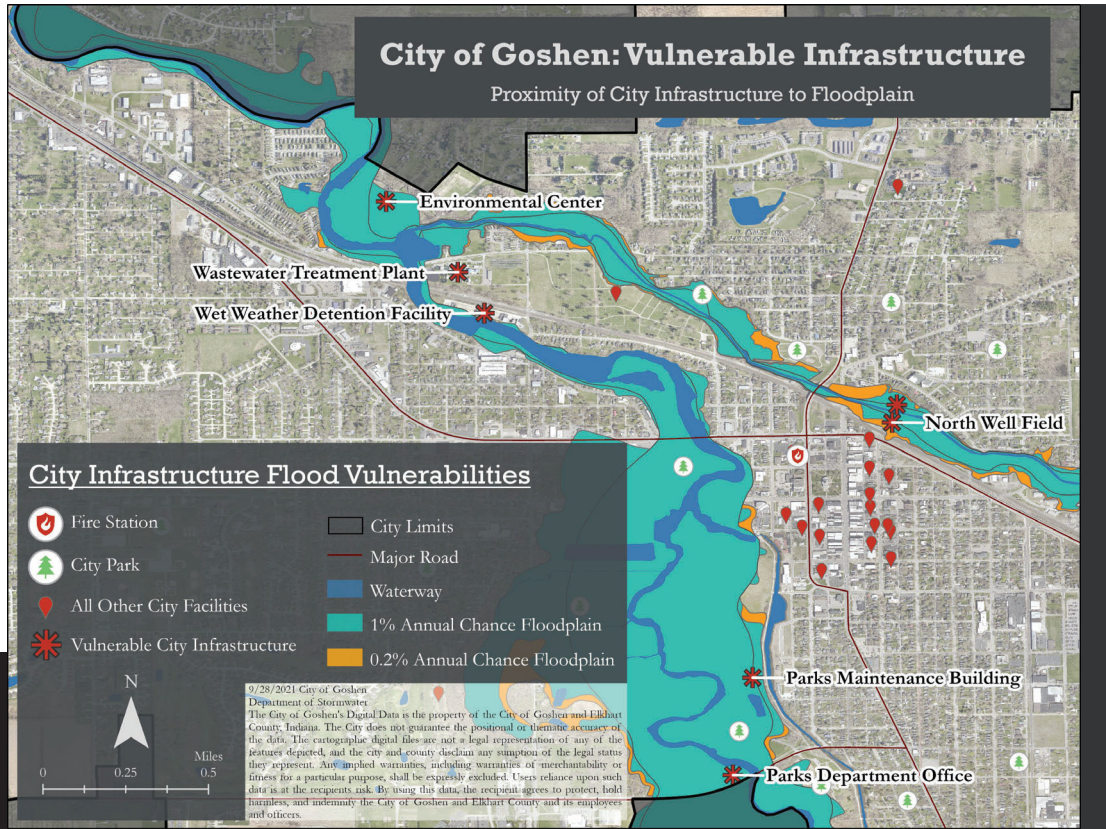 City of Goshen: Vulnerable Infrastructure
Proximity of City Infrastructure to Floodplain
Environmental Center
Wastewater Treatment Plant
Wet Weather Detention Facility
North Well Field
City Infrastructure Flood Vulnerabilities
Fire Station
City Park
All Other City Facilities
Vulnerable City Infrastructure
City Limits
Major Road
Waterway
1% Annual Chance Floodplain
0.2% Annual Chance Floodplain
Parks Maintenance Building
Parks Department Office
N
Miles
0 0.25 0.5
9/28/2021 City of Goshen
Department of Stormwater
The City of Goshen's Digital Data is the property of the City of Goshen and Elkhart
County, Indiana. The City does not guarantee the positional or thematic accuracy of
the data. The cartographic digital files are not a legal representation of any of the
features depicted, and the city and county disclaim any sumption of the legal status
they represent. Any implied warranties, including warranties of merchantability or
fitness for a particular purpose, shall be expressly excluded. Users reliance upon such
data is at the recipients risk. By using this data, the recipient agrees to protect, hold
harmless, and indemnify the City of Goshen and Elkhart County and its employees
and officers.